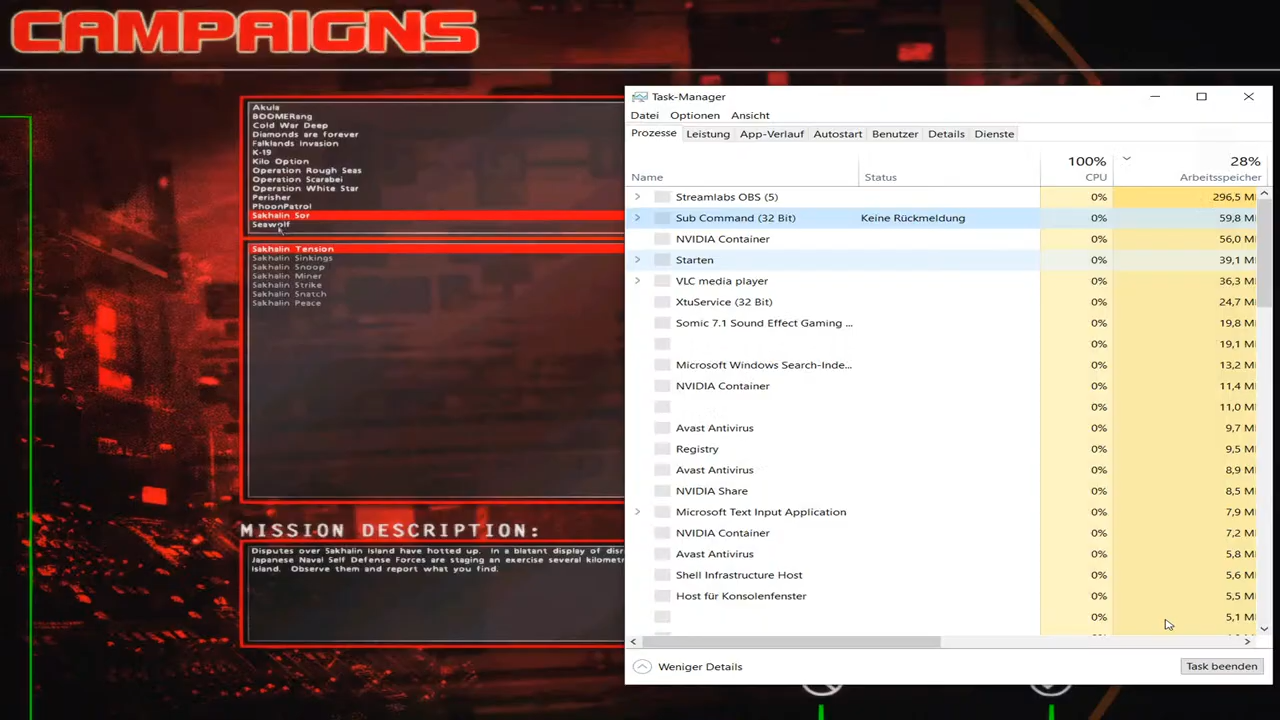 CAMPAIGNS
Akula
BOOMERang
Cold War Deep
Diamonds are forever
Falklands Invasion
K-19
Kilo Option
Operation Rough Seas
Operation Scarabei
Operation White Star
Perisher
PhoonPatrol
Sakhalin Sor
Seawolf
Sakhalin Tension
Sakhalin Sinkings
Sakhalin Snoop
Sakhalin Miner
Sakhalin Strike
Sakhalin Snatch
Sakhalin Peace
MISSION DESCRIPTION:
Disputes over Sakhalin Island have hotted up. In a blatant display of
Japanese Naval Self Defense Forces are staging an exercise several
Island. Observe them and report what you find.
Task-Manager
Datei Optionen Ansicht
Prozesse Leistung App-Verlauf Autostart Benutzer Details Dienste
100% 28%
Name Status CPU Arbeitsspeicher
Streamlabs OBS (5) 0% 296,5 M
Sub Command (32 Bit) Keine Rückmeldung 0% 59,8 M
NVIDIA Container 0% 56,0 M
Starten 0% 39,1 M
VLC media player 0% 36,3 M
XtuService (32 Bit) 0% 24,7 M
Somic 7.1 Sound Effect Gaming ... 0% 19,8 M
0% 19,1 M
Microsoft Windows Search-Inde... 0% 13,2 M
NVIDIA Container 0% 11,4 M
0% 11,0 M
Avast Antivirus 0% 9,7 M
Registry 0% 9,5 M
Avast Antivirus 0% 8,9 M
NVIDIA Share 0% 8,5 M
Microsoft Text Input Application 0% 7,9 M
NVIDIA Container 0% 7,2 M
Avast Antivirus 0% 5,8 M
Shell Infrastructure Host 0% 5,6 M
Host für Konsolenfenster 0% 5,5 M
0% 5,1 M
Weniger Details
Task beenden